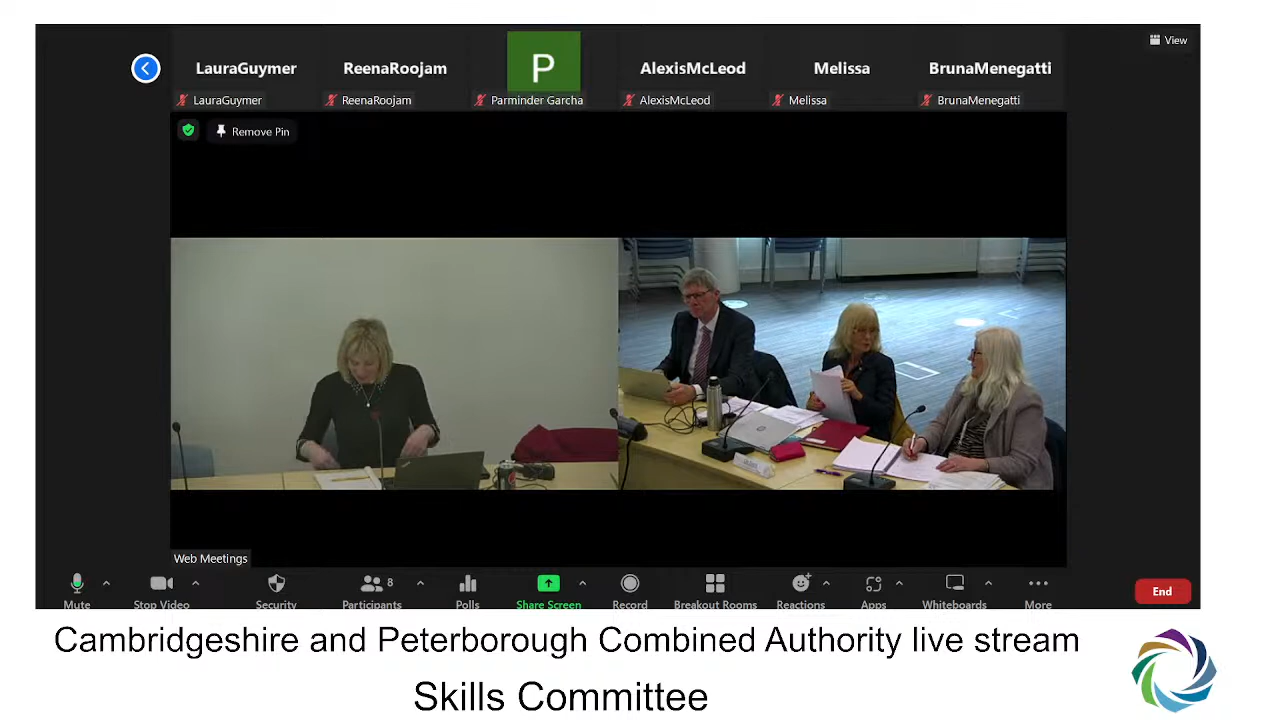 View
LauraGuymer
ReenaRoojam
P
AlexisMcLeod
Melissa
BrunaMenegatti
LauraGuymer
ReenaRoojam
Parminder Garcha
AlexisMcLeod
Melissa
BrunaMenegatti
Remove Pin
Web Meetings
8
Mute
Stop Video
Security
Participants
Polls
Share Screen
Record
Breakout Rooms
Reactions
Apps
Whiteboards
More
End
Cambridgeshire and Peterborough Combined Authority live stream
Skills Committee